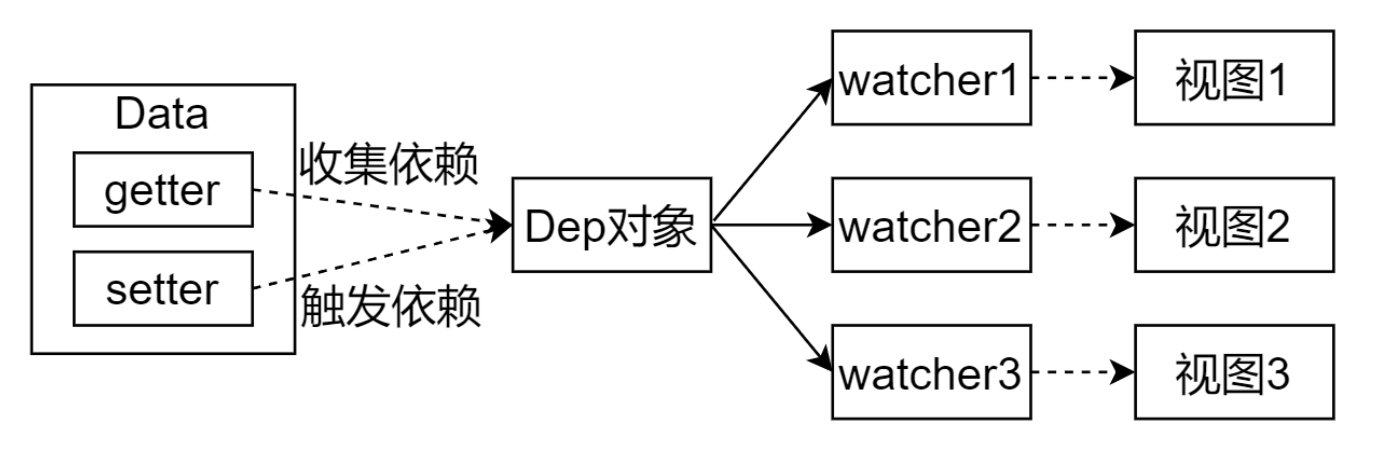 Data
getter
setter
收集依赖
触发依赖
Dep对象
watcher1
视图1
watcher2
视图2
watcher3
视图3